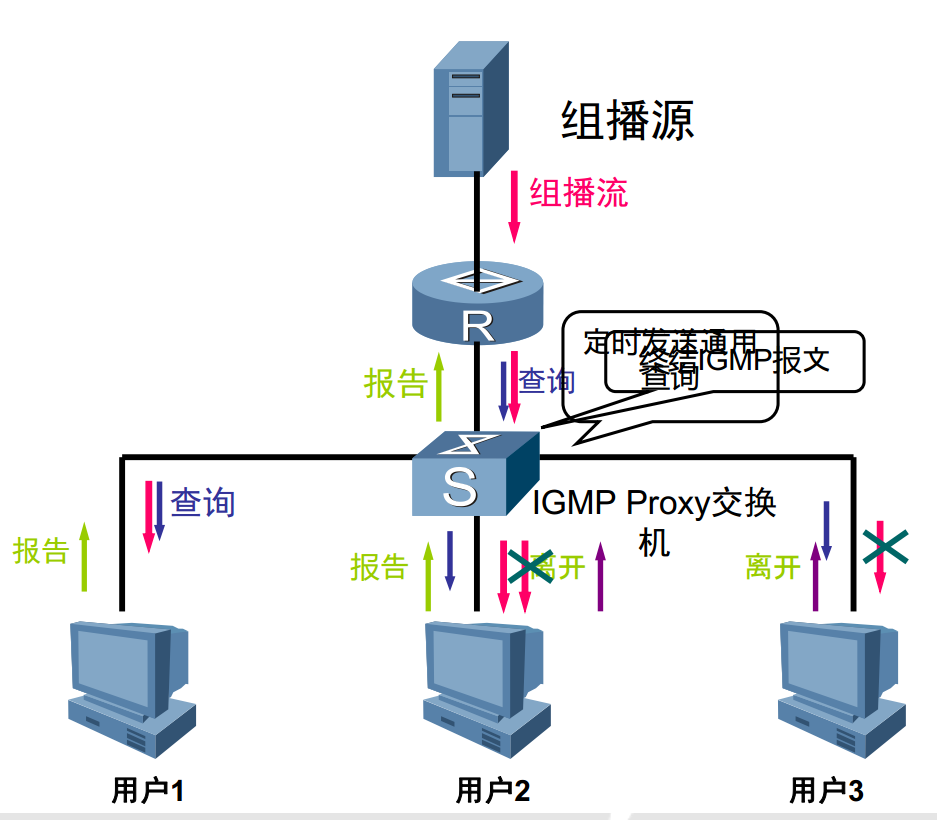 组播源
组播流
R
定时发送通用
查询
终结IGMP报文
报告
查询
S
IGMP Proxy交换
机
查询
报告
报告
离开
离开
用户1
用户2
用户3